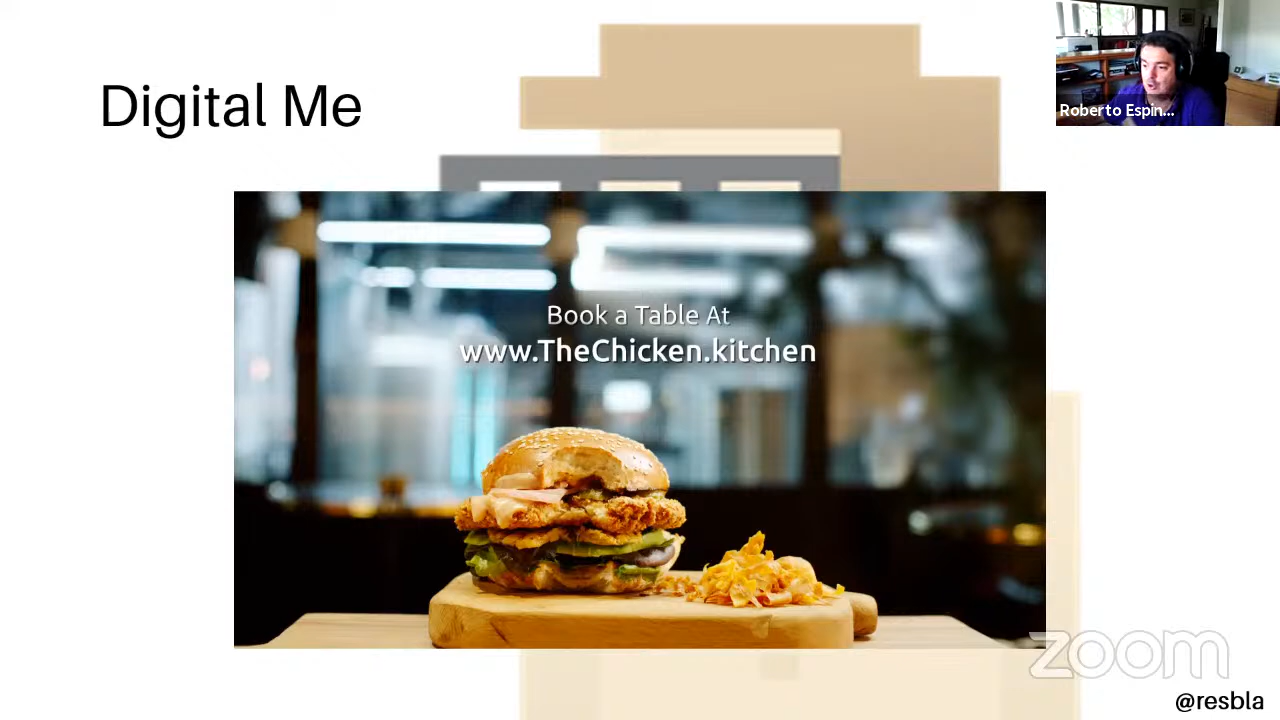 Digital Me
Roberto Espin...
Book a Table At
www.TheChicken.kitchen
zoom
@resbla